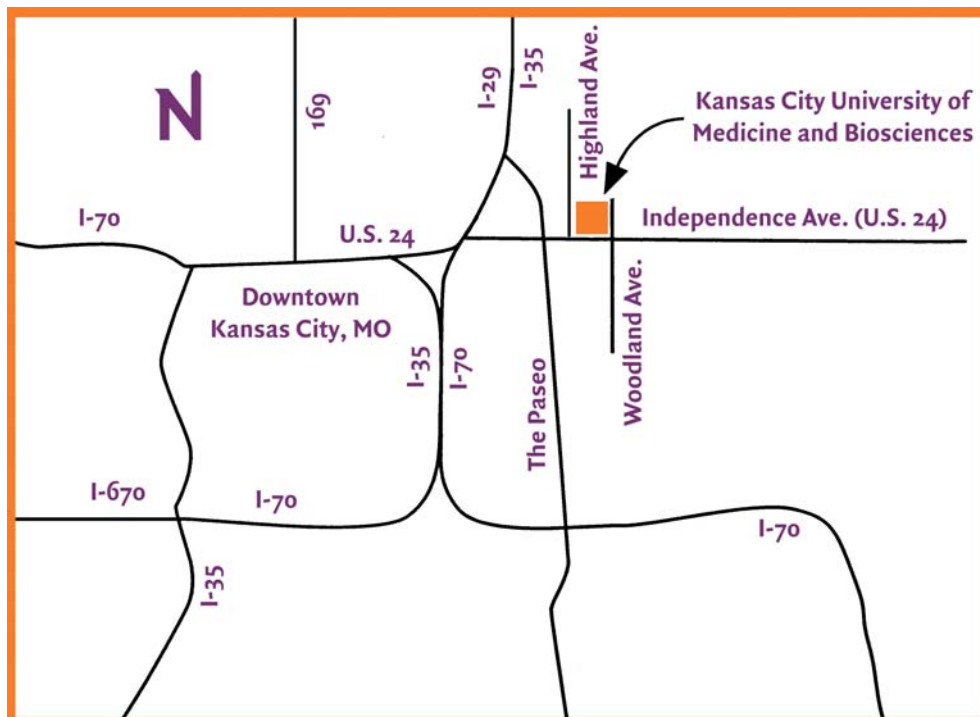 N
169
I-29
I-35
Highland Ave.
Kansas City University of
Medicine and Biosciences
I-70
U.S. 24
Independence Ave. (U.S. 24)
Downtown
Kansas City, MO
I-35
I-70
The Paseo
Woodland Ave.
I-670
I-70
I-70
I-35